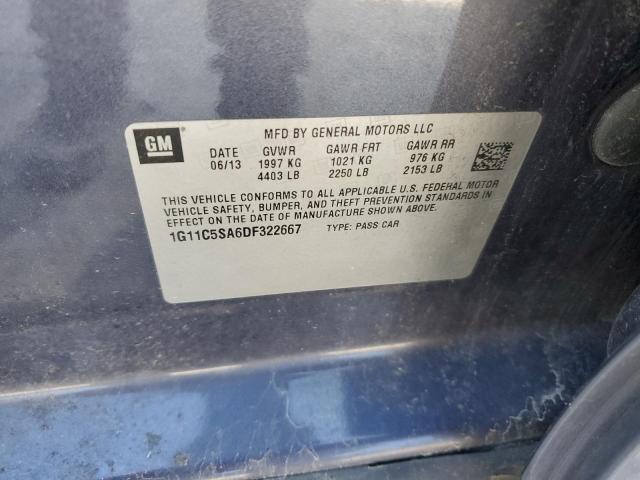 GM
MFD BY GENERAL MOTORS LLC
DATE GVWR GAWR FRT GAWR RR
06/13 1997 KG 1021 KG 976 KG
4403 LB 2250 LB 2153 LB
THIS VEHICLE CONFORMS TO ALL APPLICABLE U.S. FEDERAL MOTOR
VEHICLE SAFETY, BUMPER, AND THEFT PREVENTION STANDARDS IN
EFFECT ON THE DATE OF MANUFACTURE SHOWN ABOVE.
1G11C5SA6DF322667 TYPE: PASS CAR